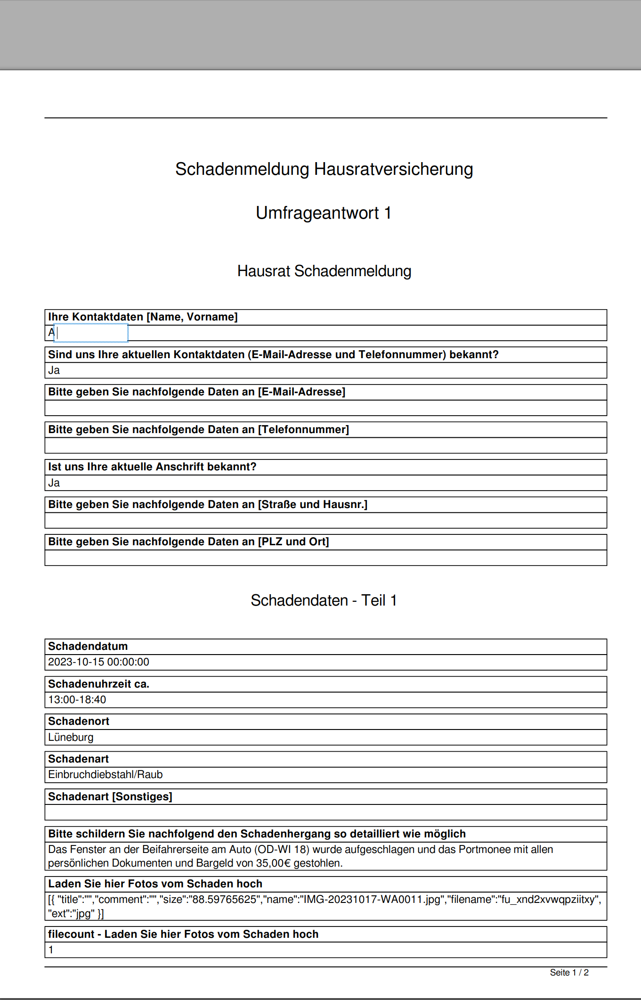 Schadenmeldung Hausratversicherung
Umfrageantwort 1
Hausrat Schadenmeldung
Ihre Kontaktdaten [Name, Vorname]
A
Sind uns Ihre aktuellen Kontaktdaten (E-Mail-Adresse und Telefonnummer) bekannt?
Ja
Bitte geben Sie nachfolgende Daten an [E-Mail-Adresse]
Bitte geben Sie nachfolgende Daten an [Telefonnummer]
Ist uns Ihre aktuelle Anschrift bekannt?
Ja
Bitte geben Sie nachfolgende Daten an [Straße und Hausnr.]
Bitte geben Sie nachfolgende Daten an [PLZ und Ort]
Schadendaten - Teil 1
Schadendatum
2023-10-15 00:00:00
Schadenuhrzeit ca.
13:00-18:40
Schadenort
Lüneburg
Schadenart
Einbruchdiebstahl/Raub
Schadenart [Sonstiges]
Bitte schildern Sie nachfolgend den Schadenhergang so detailliert wie möglich
Das Fenster an der Beifahrerseite am Auto (OD-WI 18) wurde aufgeschlagen und das Portmonee mit allen
persönlichen Dokumenten und Bargeld von 35,00€ gestohlen.
Laden Sie hier Fotos vom Schaden hoch
[{ "title":"","comment":"","size":"88.59765625","name":"IMG-20231017-WA0011.jpg","filename":"fu_xnd2xvwqpziitxy",
"ext":"jpg" }]
filecount - Laden Sie hier Fotos vom Schaden hoch
1
Seite 1 / 2